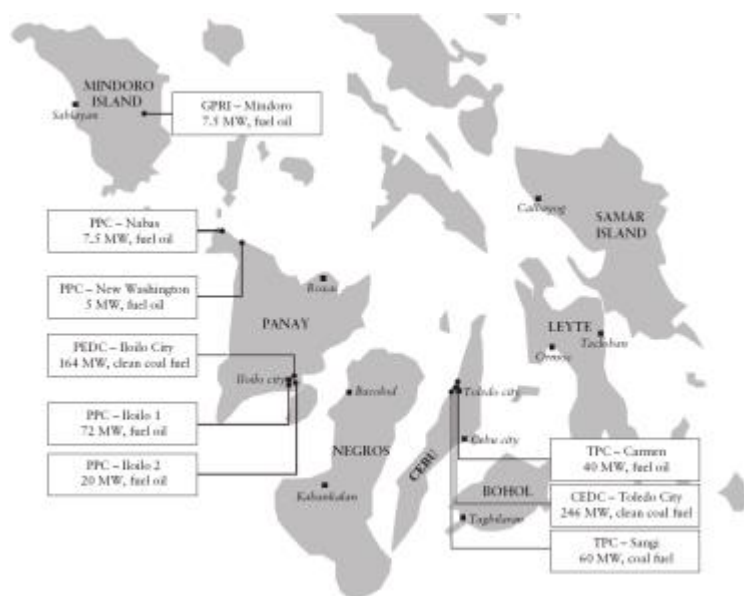 MINDORO
ISLAND
Sablayan
GPRI – Mindoro
7.5 MW, fuel oil
Calbayog
SAMAR
ISLAND
PPC – Nabas
7.5 MW, fuel oil
PPC – New Washington
5 MW, fuel oil
Roxas
PANAY
LEYTE
Tacloban
Ormoc
PEDC – Iloilo City
164 MW, clean coal fuel
Iloilo city
Bacolod
Toledo city
PPC – Iloilo 1
72 MW, fuel oil
NEGROS
CEBU
Cebu city
TPC – Carmen
40 MW, fuel oil
PPC – Iloilo 2
20 MW, fuel oil
Kabankalan
BOHOL
CEDC – Toledo City
246 MW, clean coal fuel
Tagbilaran
TPC – Sangi
60 MW, coal fuel